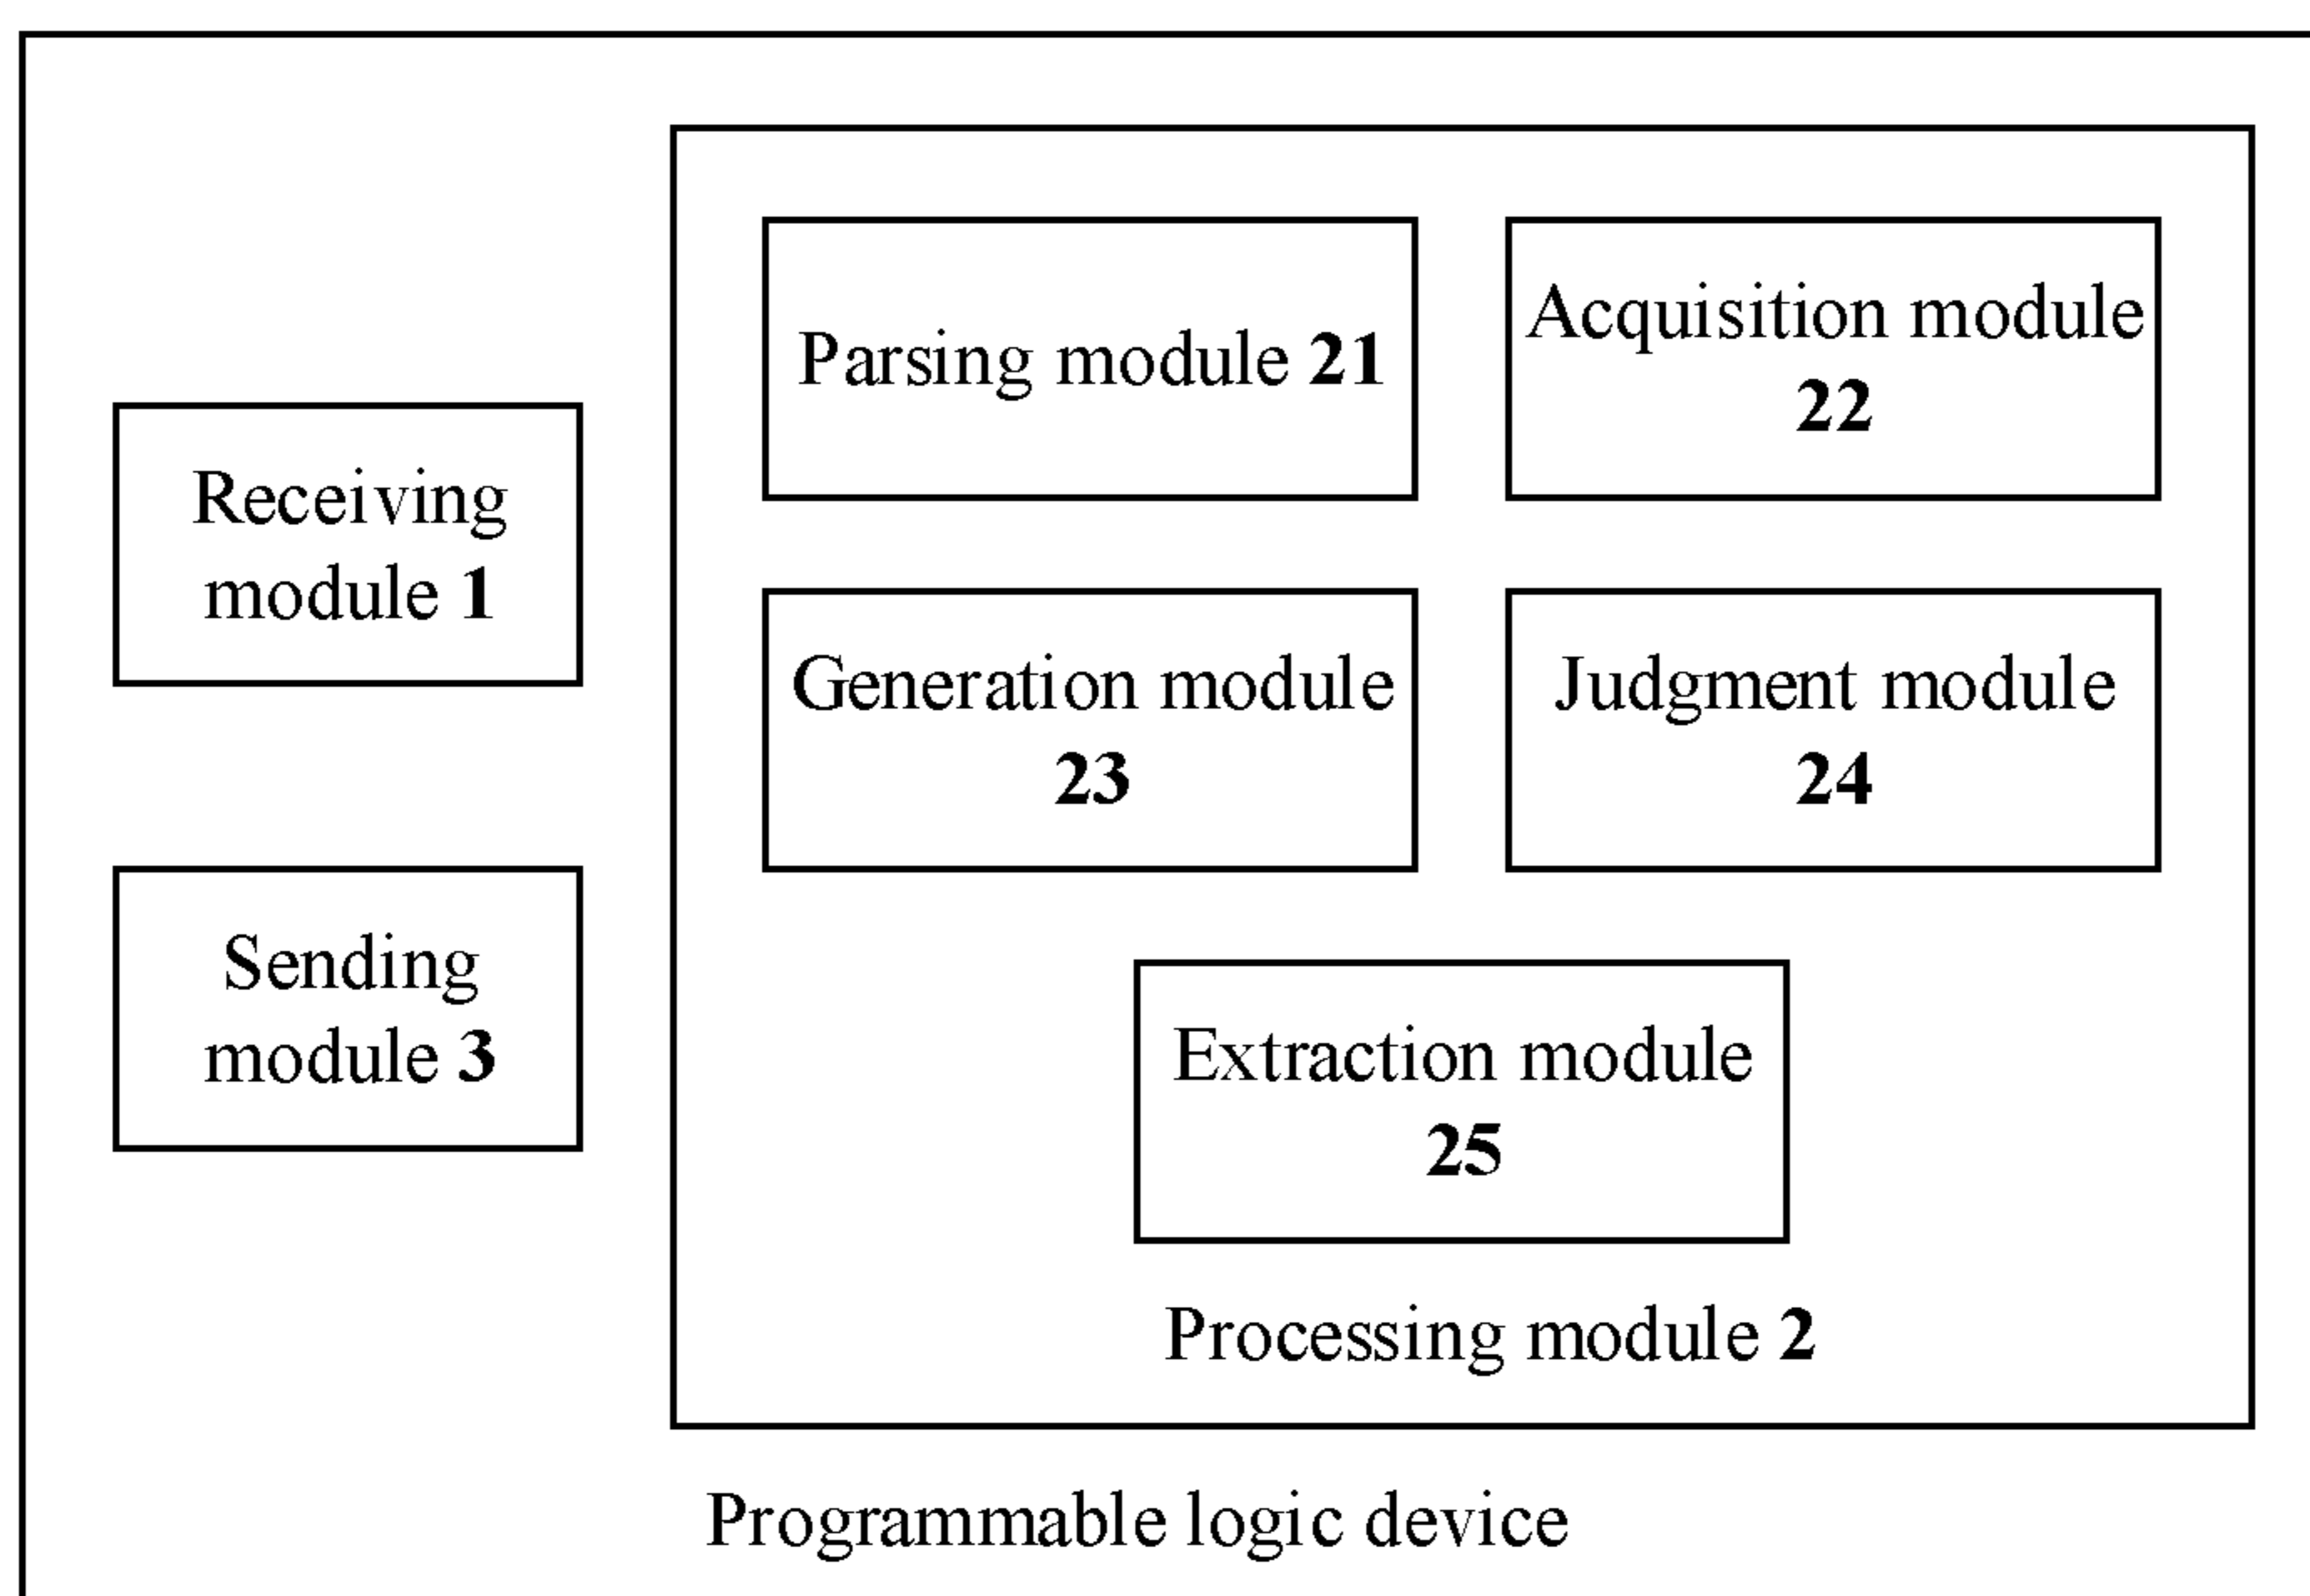 Parsing module 21
Acquisition module
22
Receiving
module 1
Generation module
23
Judgment module
24
Sending
module 3
Extraction module
25
Processing module 2
Programmable logic device